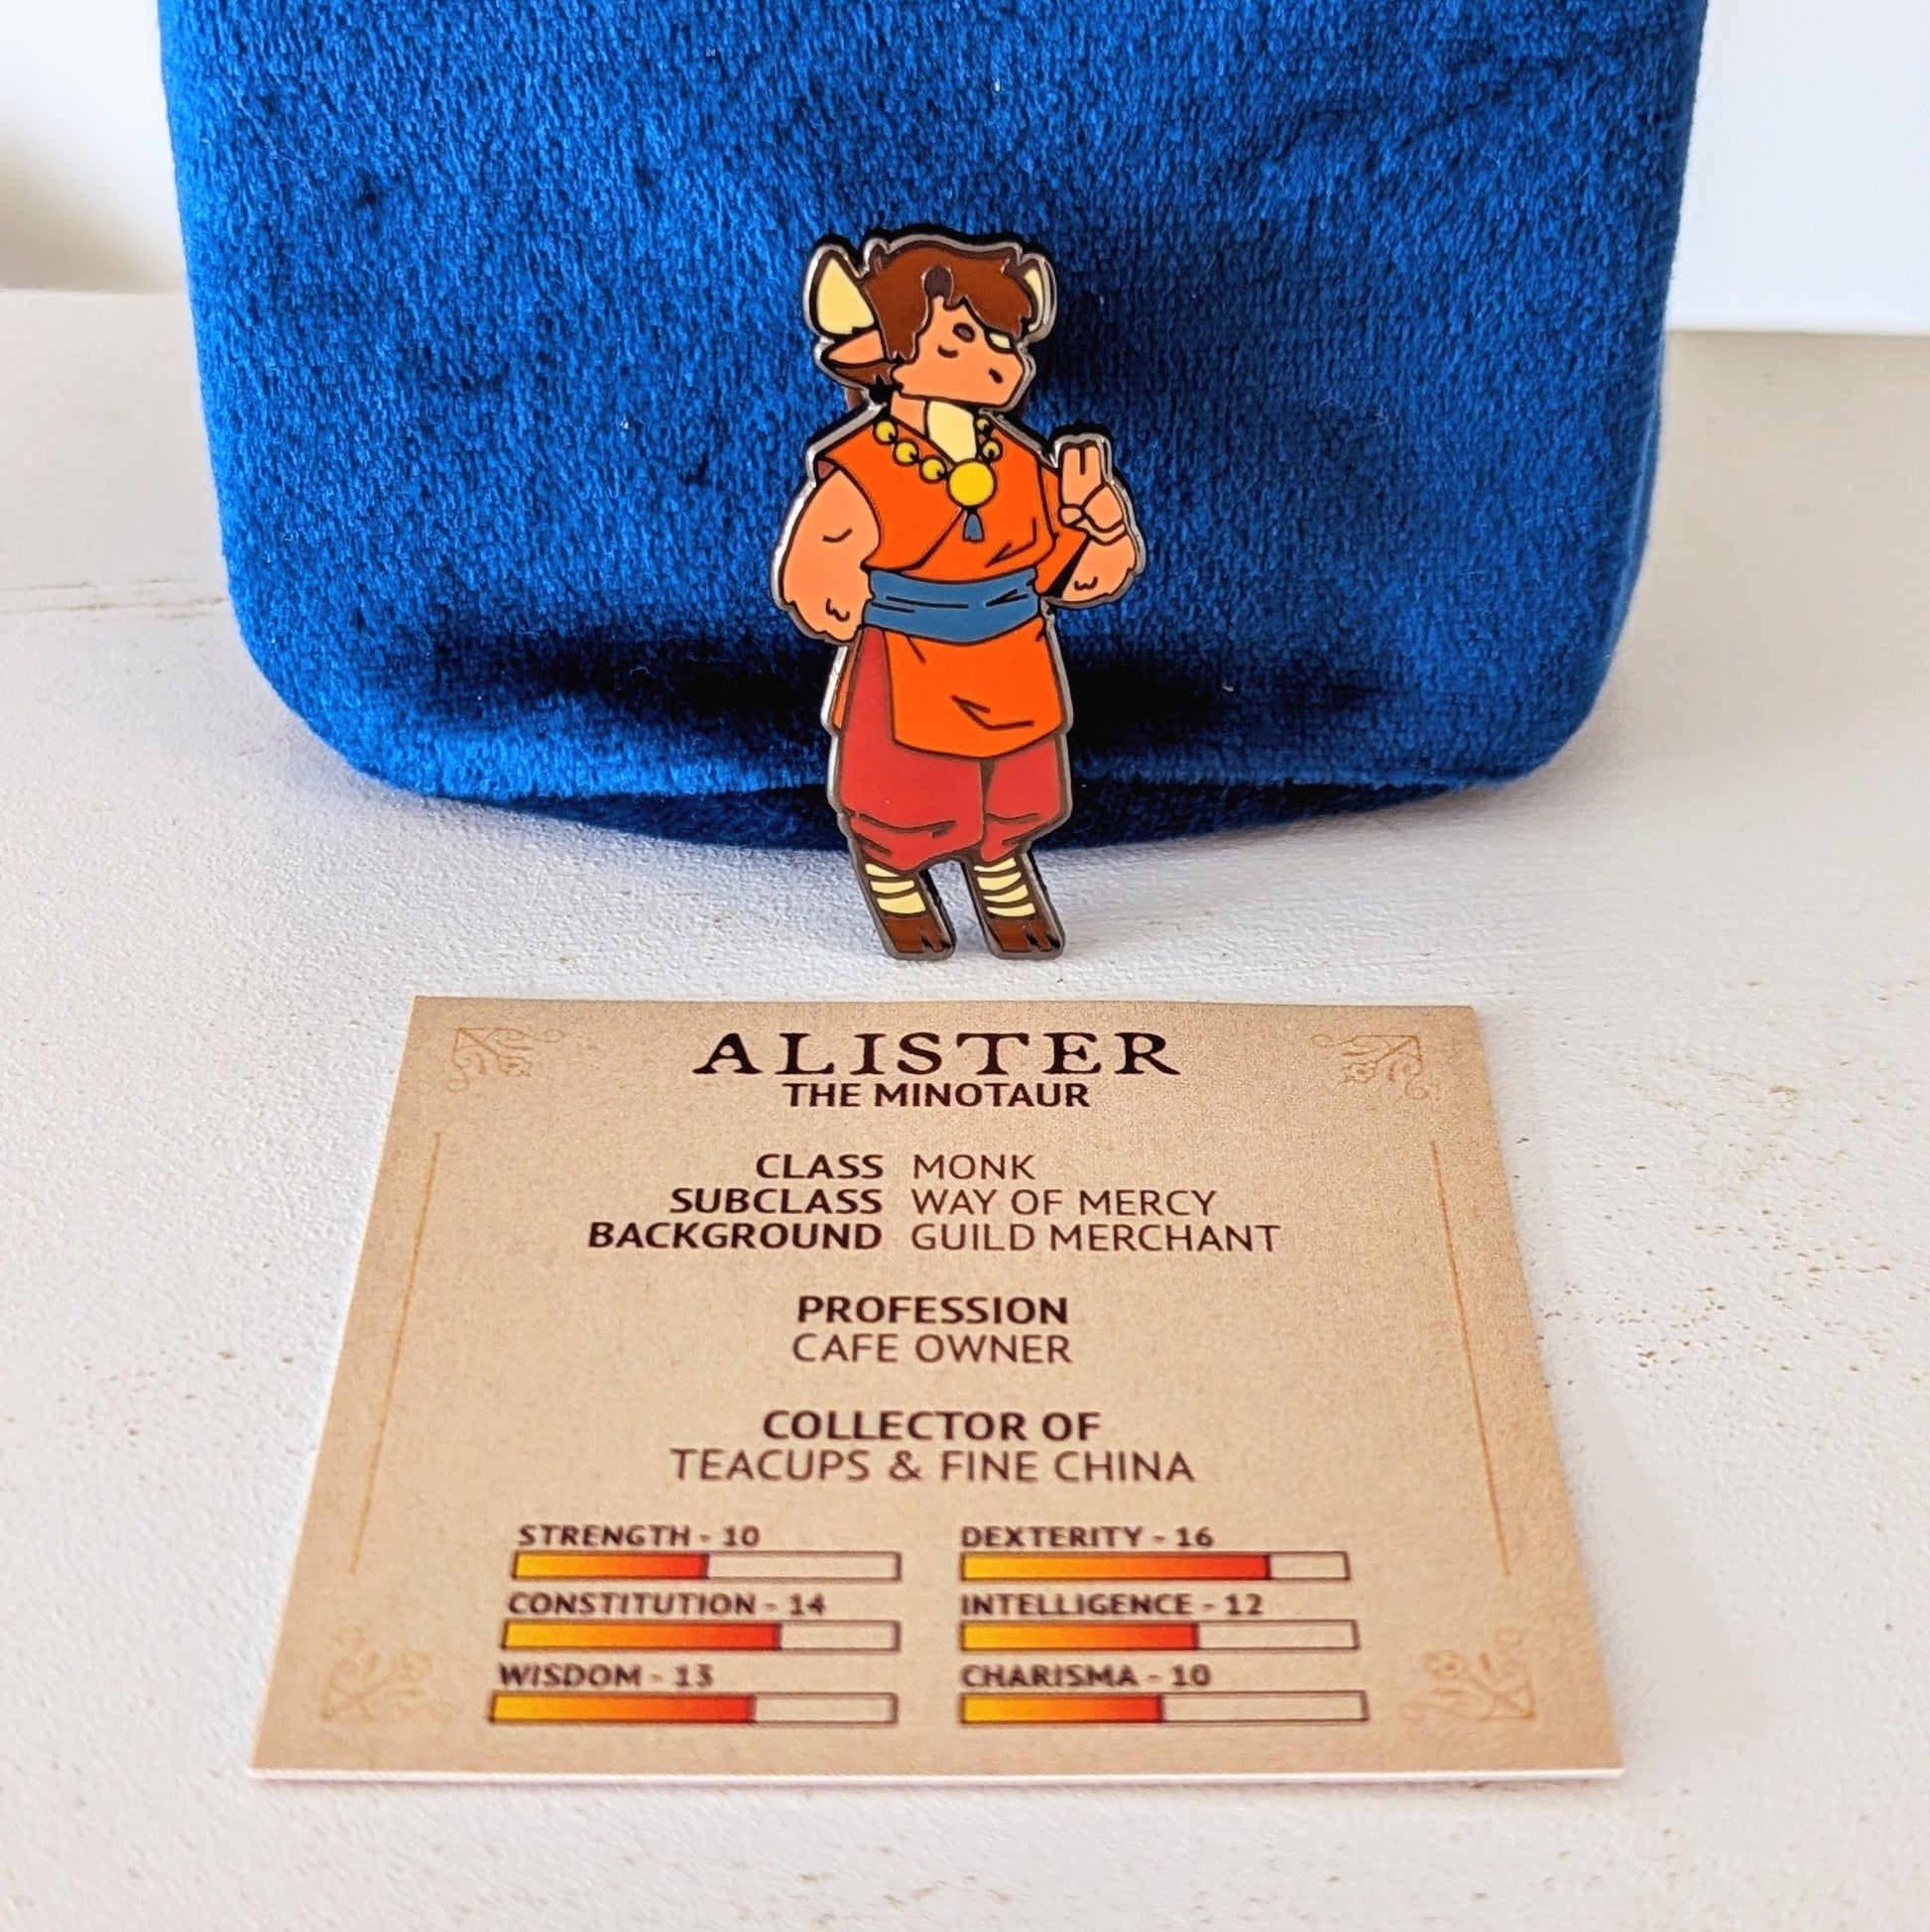 ALISTER
THE MINOTAUR
CLASS MONK
SUBCLASS WAY OF MERCY
BACKGROUND GUILD MERCHANT
PROFESSION
CAFE OWNER
COLLECTOR OF
TEACUPS & FINE CHINA
STRENGTH - 10 DEXTERITY - 16
CONSTITUTION - 14 INTELLIGENCE - 12
WISDOM - 13 CHARISMA - 10